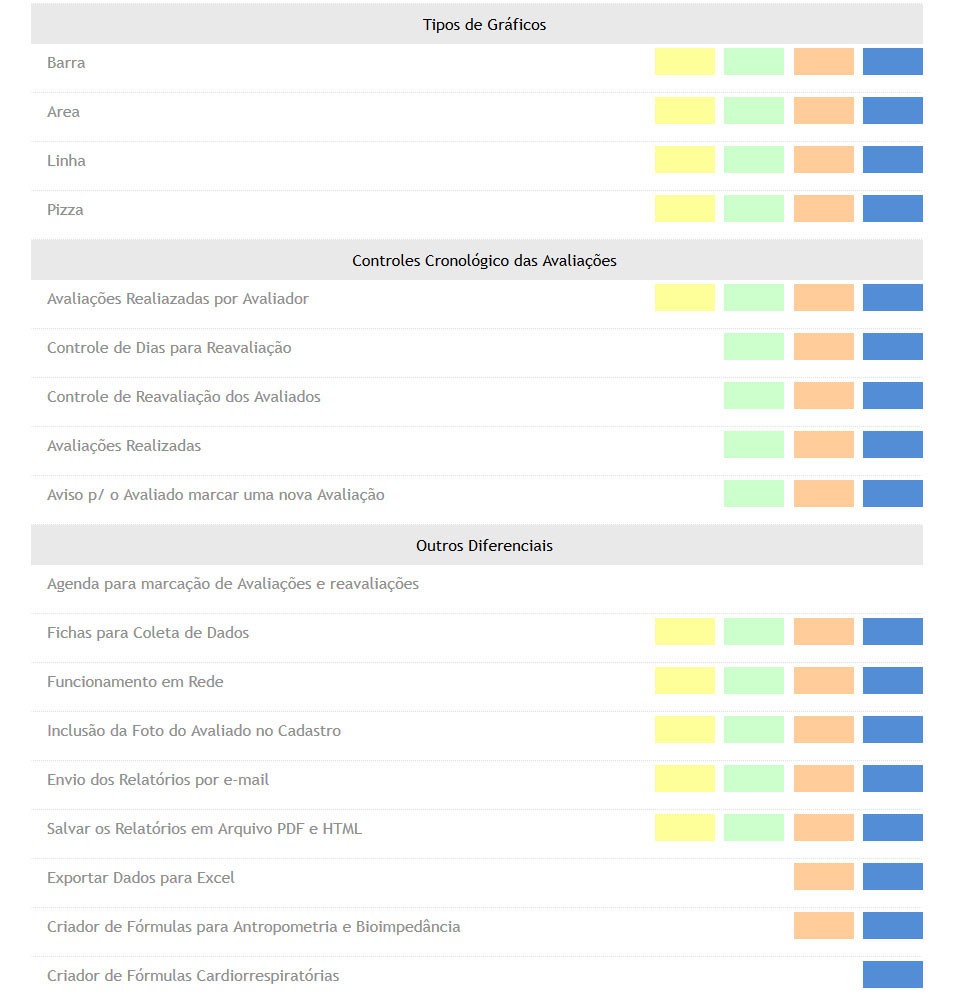 Tipos de Gráficos
Barra
Area
Linha
Pizza
Controles Cronológico das Avaliações
Avaliações Realiazadas por Avaliador
Controle de Dias para Reavaliação
Controle de Reavaliação dos Avaliados
Avaliações Realizadas
Aviso p/ o Avaliado marcar uma nova Avaliação
Outros Diferenciais
Agenda para marcação de Avaliações e reavaliações
Fichas para Coleta de Dados
Funcionamento em Rede
Inclusão da Foto do Avaliado no Cadastro
Envio dos Relatórios por e-mail
Salvar os Relatórios em Arquivo PDF e HTML
Exportar Dados para Excel
Criador de Fórmulas para Antropometria e Bioimpedância
Criador de Fórmulas Cardiorrespiratórias